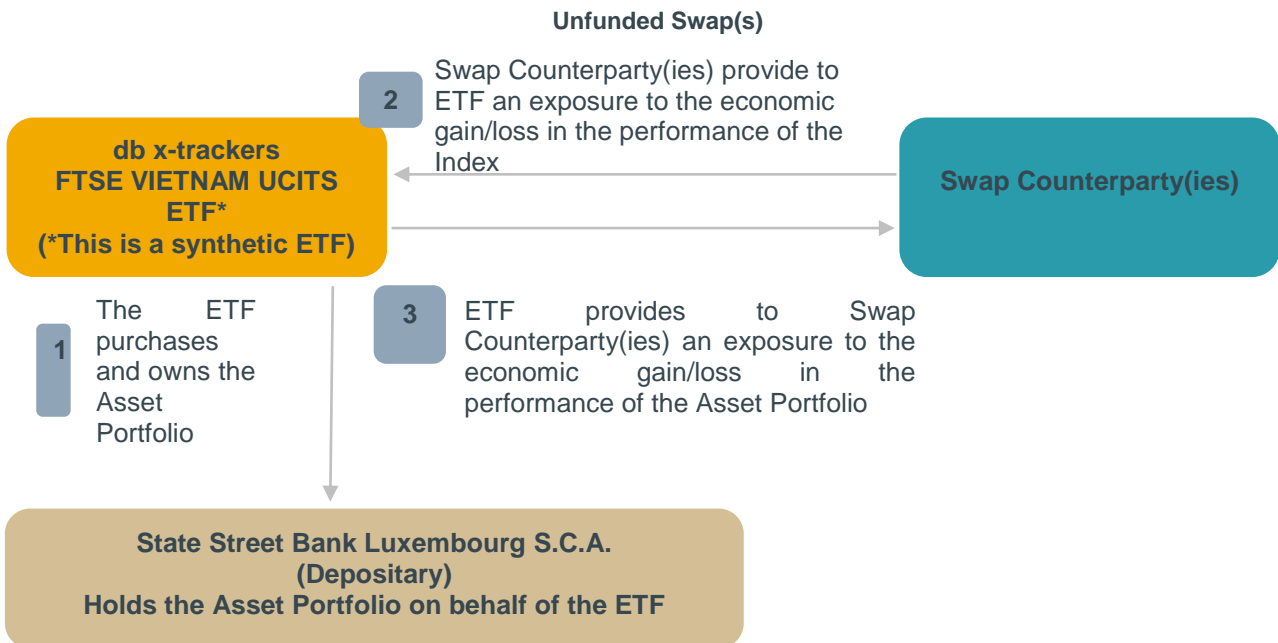 Unfunded Swap(s)
2
Swap Counterparty(ies) provide to
ETF an exposure to the economic
gain/loss in the performance of the
Index
db x-trackers
FTSE VIETNAM UCITS
ETF*
(*This is a synthetic ETF)
Swap Counterparty(ies)
1
The ETF
purchases
and owns the
Asset
Portfolio
3
ETF provides to Swap
Counterparty(ies) an exposure to the
economic gain/loss in the
performance of the Asset Portfolio
State Street Bank Luxembourg S.C.A.
(Depositary)
Holds the Asset Portfolio on behalf of the ETF